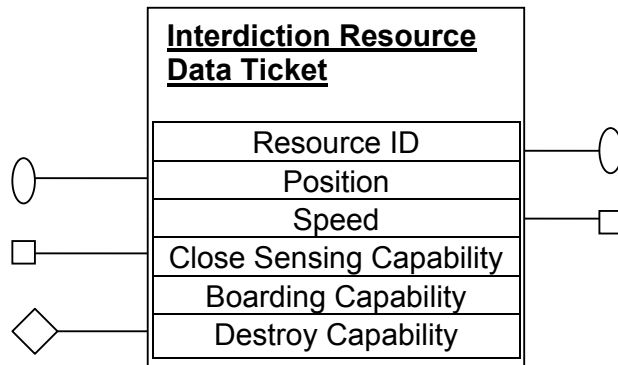 Interdiction Resource
Data Ticket
Resource ID
Position
Speed
Close Sensing Capability
Boarding Capability
Destroy Capability